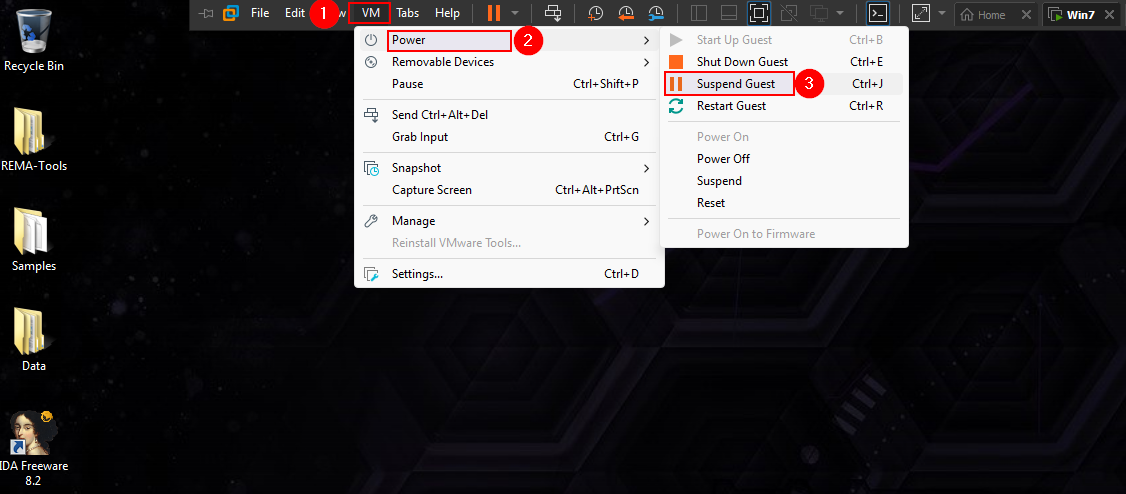 File Edit 1 w VM Tabs Help Home Win7
Power 2
Removable Devices
Pause Ctrl+Shift+P
Send Ctrl+Alt+Del
Grab Input Ctrl+G
Snapshot
Capture Screen Ctrl+Alt+PrtScn
Manage
Reinstall VMware Tools...
Settings... Ctrl+D
Start Up Guest Ctrl+B
Shut Down Guest Ctrl+E
Suspend Guest 3 Ctrl+J
Restart Guest Ctrl+R
Power On
Power Off
Suspend
Reset
Power On to Firmware
Recycle Bin
REMA-Tools
Samples
Data
IDA Freeware
8.2